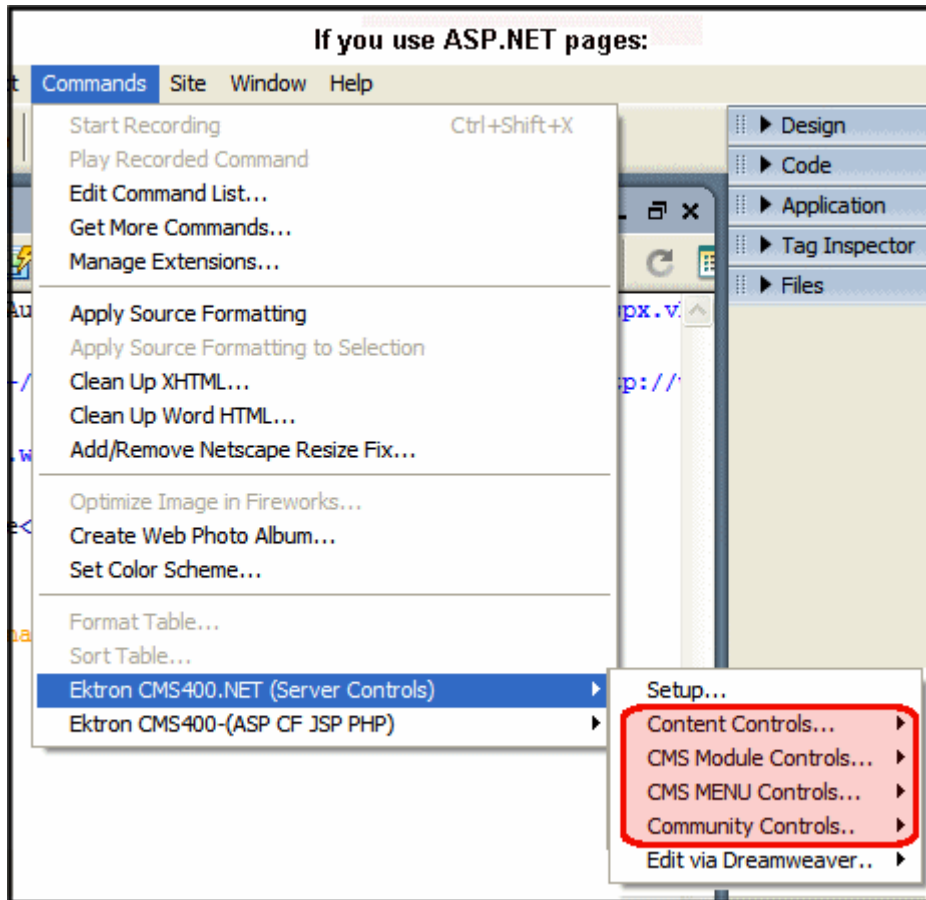 If you use ASP.NET pages:
Commands Site Window Help
Start Recording Ctrl+Shift+X
Play Recorded Command
Edit Command List...
Get More Commands...
Manage Extensions...
Apply Source Formatting
Apply Source Formatting to Selection
Clean Up XHTML...
Clean Up Word HTML...
Add/Remove Netscape Resize Fix...
Optimize Image in Fireworks...
Create Web Photo Album...
Set Color Scheme...
Format Table...
Sort Table...
Ektron CMS400.NET (Server Controls)
Ektron CMS400-(ASP CF JSP PHP)
Setup...
Content Controls...
CMS Module Controls...
CMS MENU Controls...
Community Controls..
Edit via Dreamweaver..
Design
Code
Application
Tag Inspector
Files